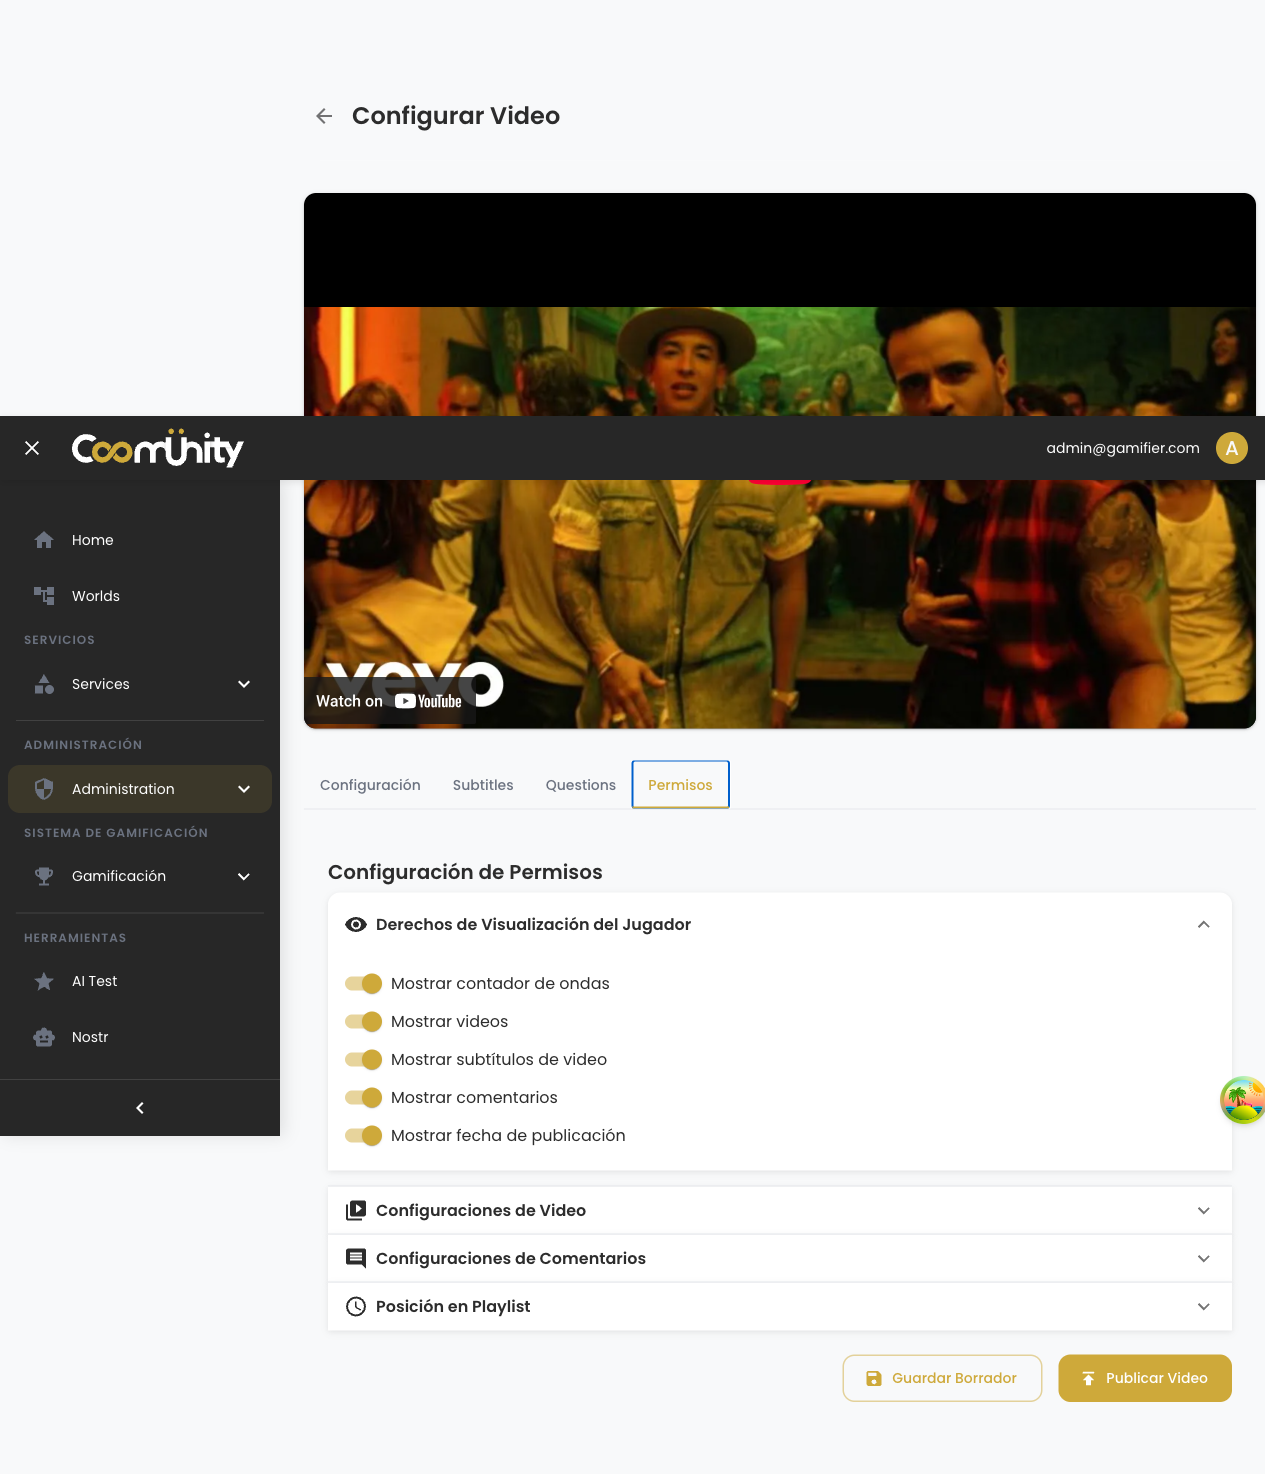 Configurar Video
Coomünity
admin@gamifier.com
A
Home
Worlds
SERVICIOS
Services
ADMINISTRACIÓN
Administration
SISTEMA DE GAMIFICACIÓN
Gamificación
HERRAMIENTAS
AI Test
Nostr
vevo
Watch on YouTube
Configuración
Subtitles
Questions
Permisos
Configuración de Permisos
Derechos de Visualización del Jugador
Mostrar contador de ondas
Mostrar videos
Mostrar subtítulos de video
Mostrar comentarios
Mostrar fecha de publicación
Configuraciones de Video
Configuraciones de Comentarios
Posición en Playlist
Guardar Borrador
Publicar Video